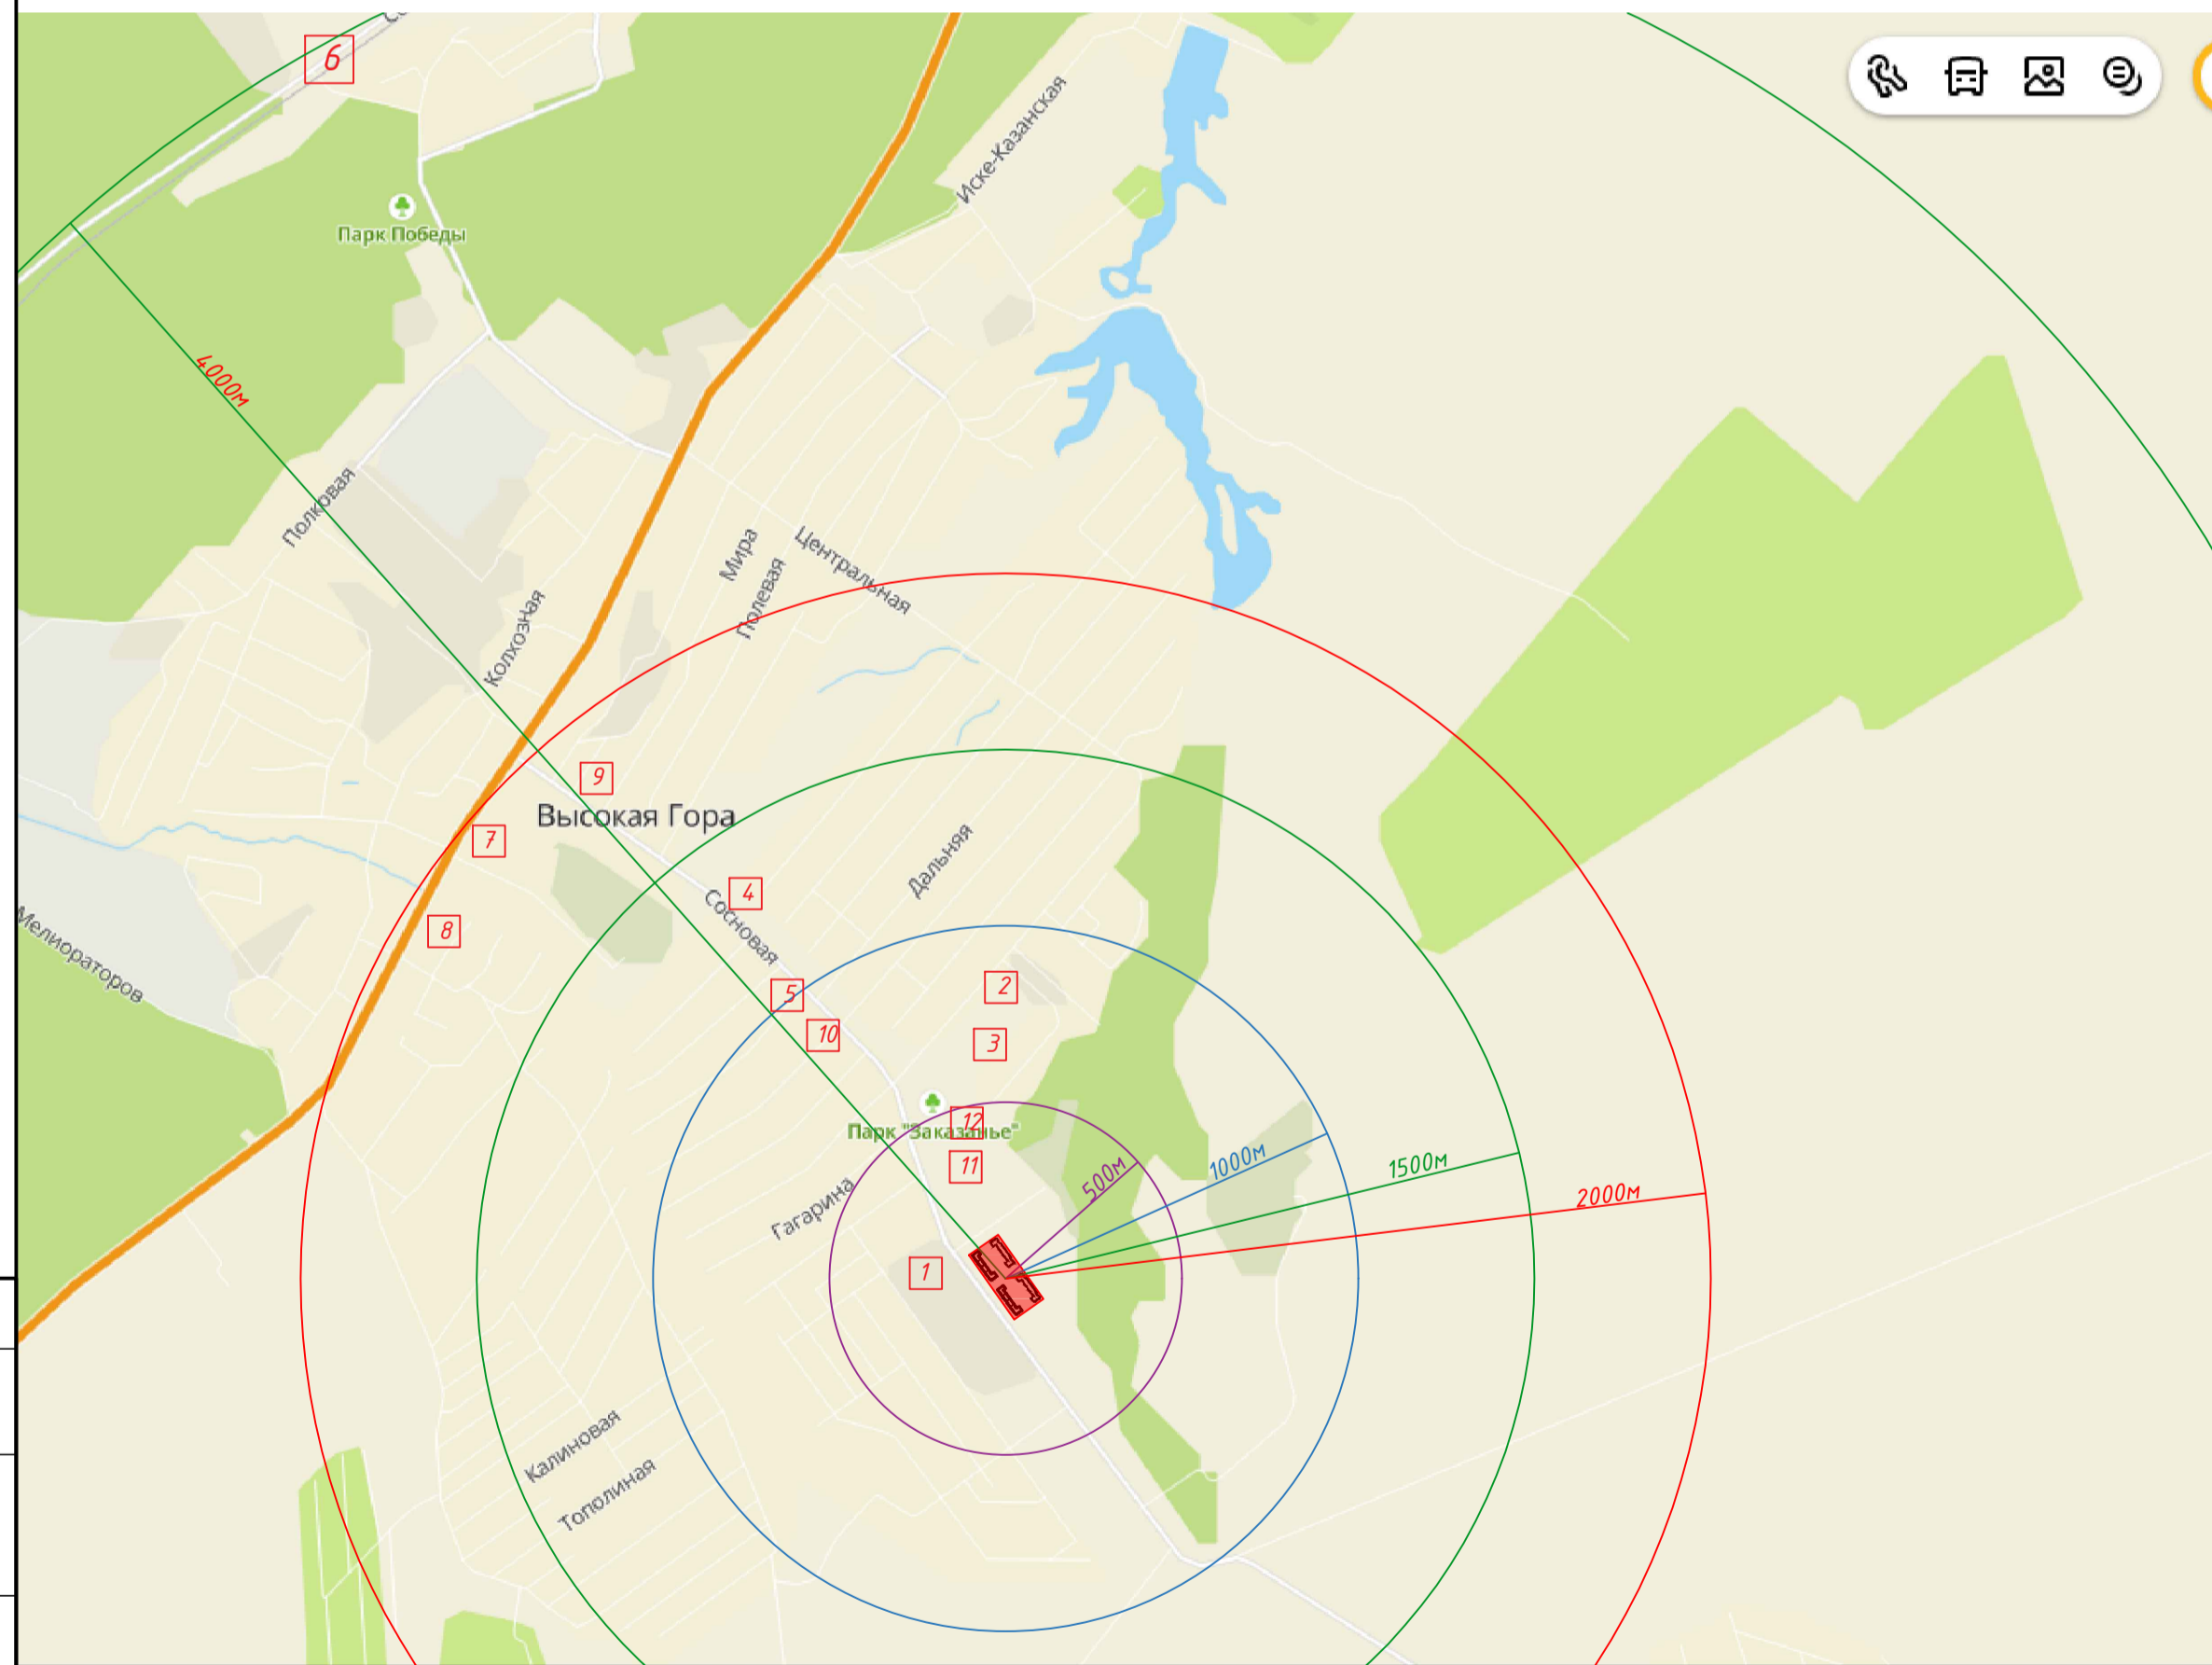 6
Иске-Казанская
Парк Победы
4000м
Полковая
Мира
Полевая
Центральная
Колхозная
9
Высокая Гора
7
4
Дальняя
Сосновая
8
Мелиораторов
5
2
10
3
12
Парк "Заказанье"
11
500м
1000м
1500м
2000м
Гагарина
1
Калиновая
Тополиная